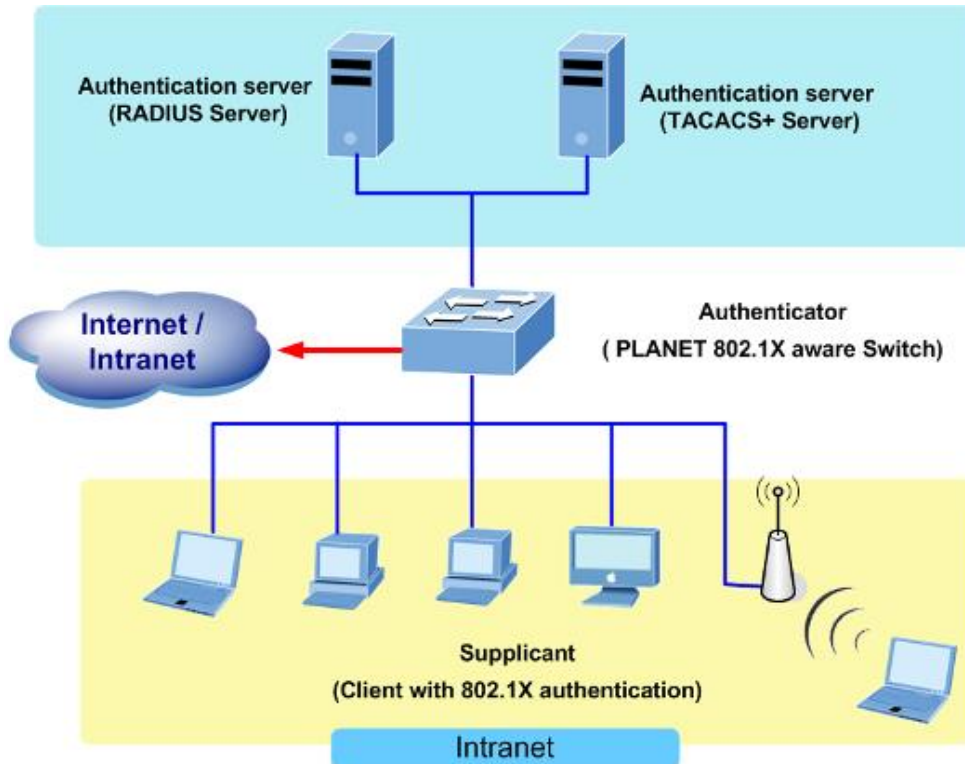 Authentication server
(RADIUS Server)
Authentication server
(TACACS+ Server)
Internet /
Intranet
Authenticator
( PLANET 802.1X aware Switch)
Supplicant
(Client with 802.1X authentication)
Intranet